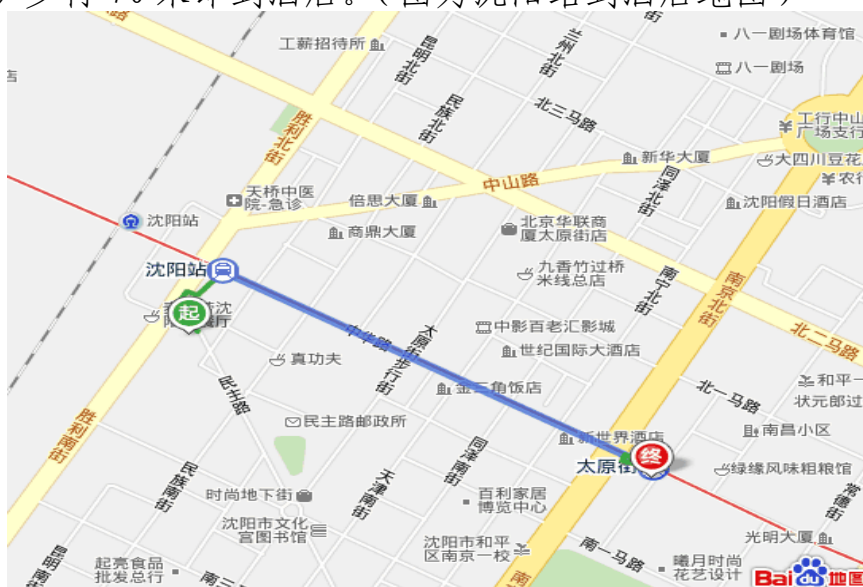 工薪招待所
八一剧场体育馆
八一剧场
昆明北街
民族北街
兰州北街
北三马路
工行中山
广场支行
胜利北街
新华大厦
大四川豆花
农行
同泽北街
中山路
天桥中医
院-急诊
倍思大厦
沈阳假日酒店
沈阳站
商鼎大厦
北京华联商
厦太原街店
沈阳站
九香竹过桥
米线总店
南宁北街
南京北街
起
中华路
太原街步行街
中影百老汇影城
世纪国际大酒店
北二马路
真功夫
金三角饭店
北一马路
和平一
状元郎过
民主路
胜利南街
民主路邮政所
新世界酒店
南昌小区
太原街
终
同泽南街
绿缘风味粗粮馆
民族南街
天津南街
常德街
时尚地下街
百利家居
博览中心
沈阳市文化
宫图书馆
光明大厦
沈阳市和平
区南京一校
南一马路
曦月时尚
花艺设计
昆明南街
起亮食品
批发总行
南三
南
Bai du 地图